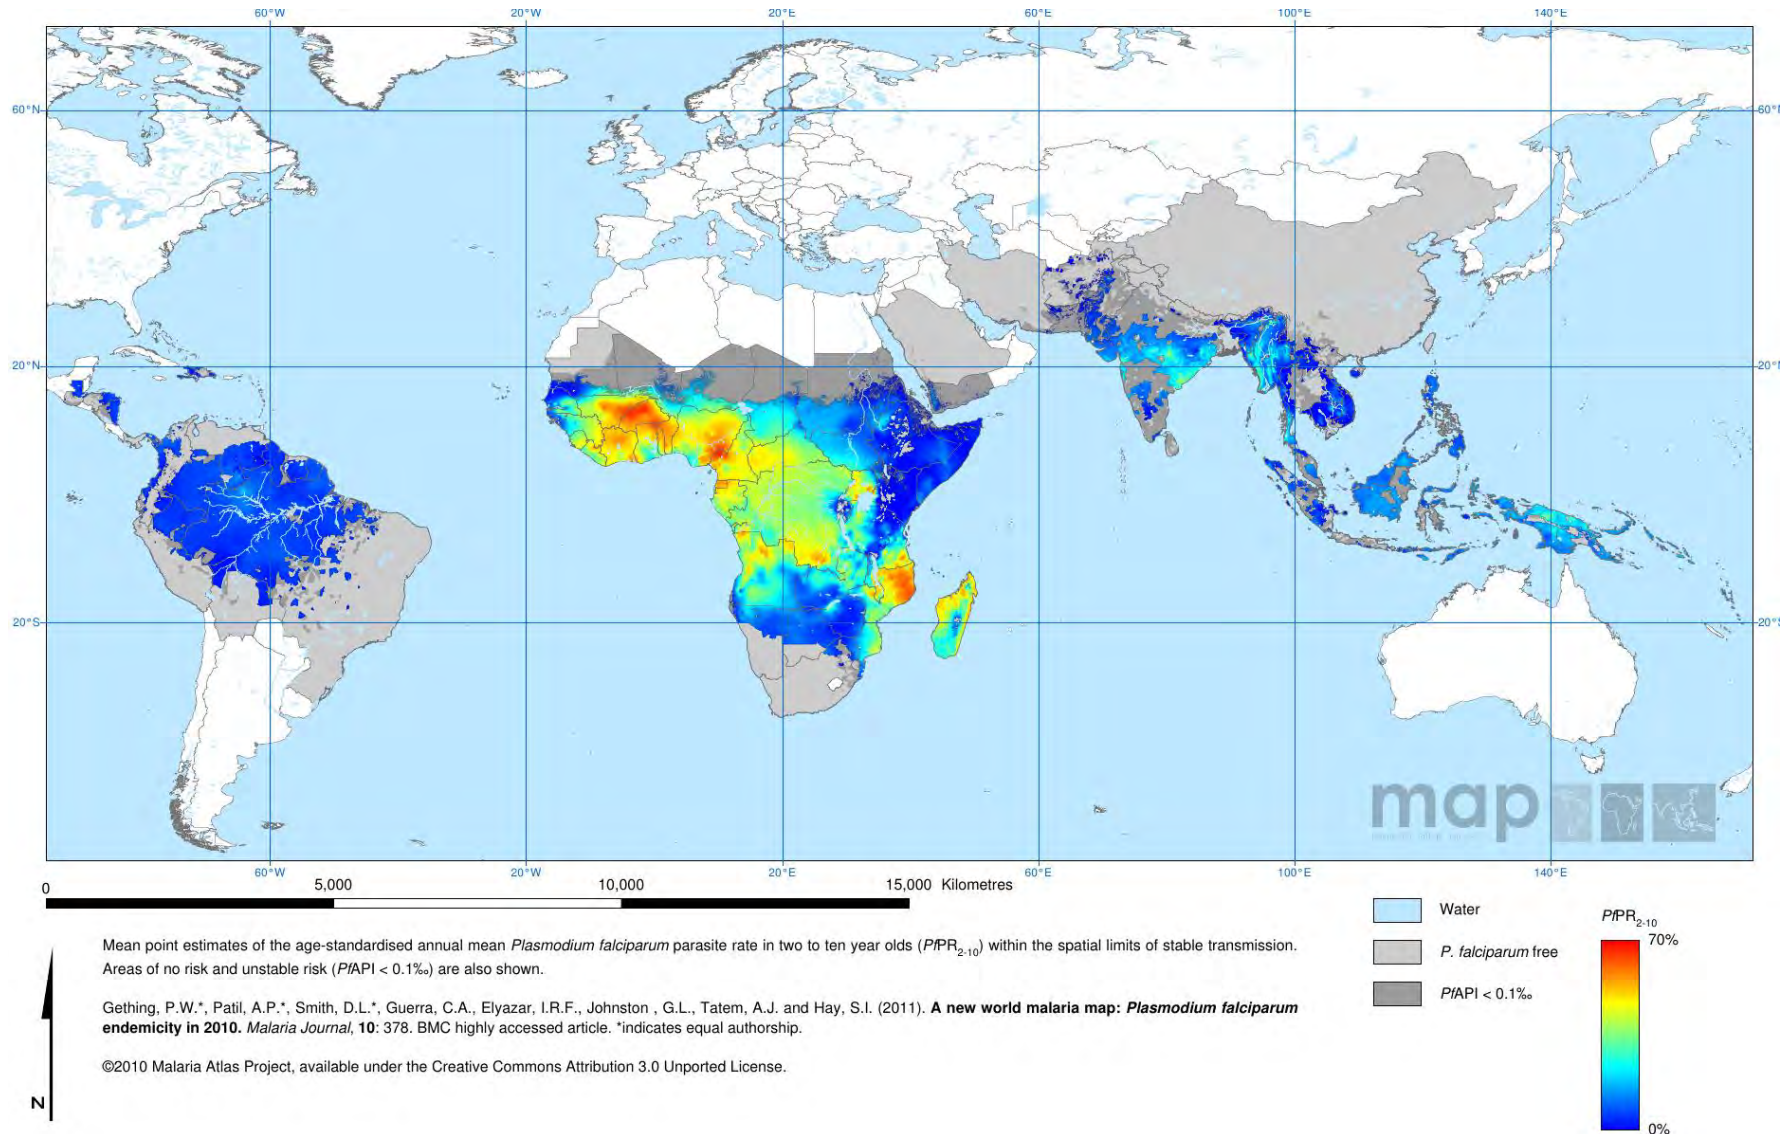 60°W 20°W 20°E 60°E 100°E 140°E
60°N
20°N 20°N
20°S
map
60°W 20°W 20°E 60°E 100°E 140°E
0 5,000 10,000 15,000 Kilometres
Water
P. falciparum free
PfAPI < 0.1‰
PfPR2-10
70%
0%
Mean point estimates of the age-standardised annual mean Plasmodium falciparum parasite rate in two to ten year olds (PfPR2-10) within the spatial limits of stable transmission.
Areas of no risk and unstable risk (PfAPI < 0.1‰) are also shown.
Gething, P.W.*, Patil, A.P.*, Smith, D.L.*, Guerra, C.A., Elyazar, I.R.F., Johnston , G.L., Tatem, A.J. and Hay, S.I. (2011). A new world malaria map: Plasmodium falciparum
endemicity in 2010. Malaria Journal, 10: 378. BMC highly accessed article. *indicates equal authorship.
©2010 Malaria Atlas Project, available under the Creative Commons Attribution 3.0 Unported License.
N